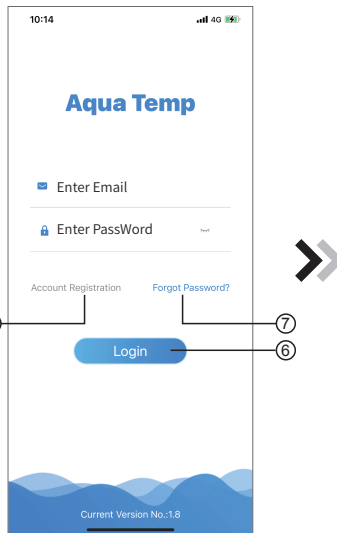 10:14 4G
Aqua Temp
Enter Email
Enter PassWord
Account Registration Forgot Password?
⑦
Login ⑥
Current Version No.:1.8